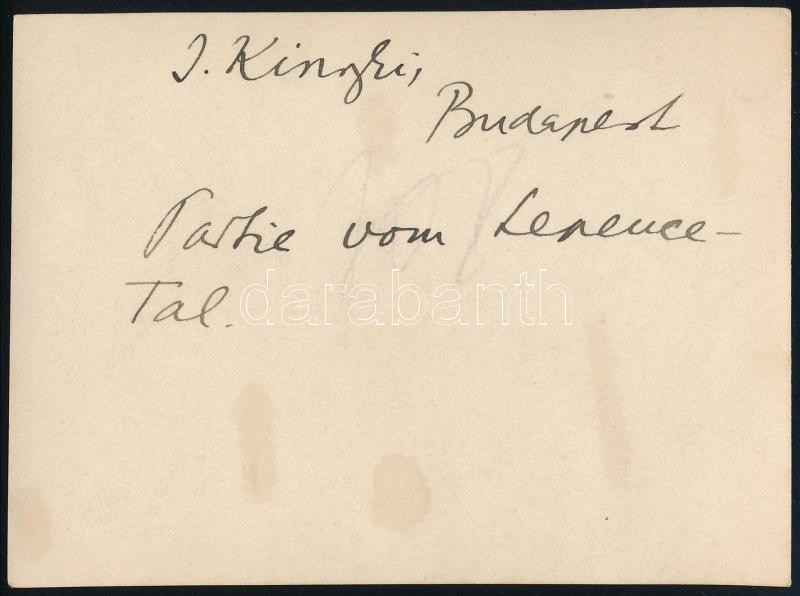 J. Kinszki,
Budapest
Partie vom Lepence-
Tal.
darabanth